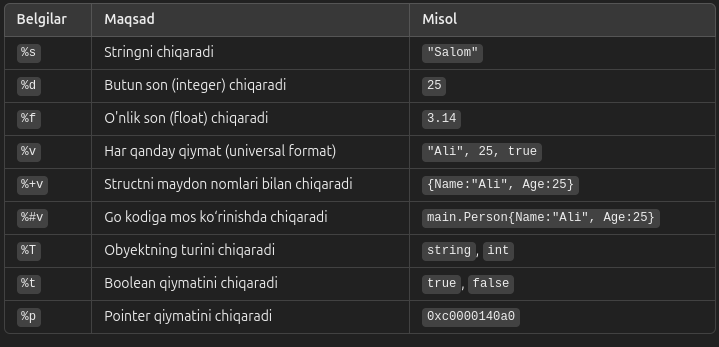 Belgilar Maqsad Misol
%s Stringni chiqaradi "Salom"
%d Butun son (integer) chiqaradi 25
%f O'nlik son (float) chiqaradi 3.14
%v Har qanday qiymat (universal format) "Ali", 25, true
%+v Structni maydon nomlari bilan chiqaradi {Name:"Ali", Age:25}
%#v Go kodiga mos ko‘rinishda chiqaradi main.Person{Name:"Ali", Age:25}
%T Obyektning turini chiqaradi string, int
%t Boolean qiymatini chiqaradi true, false
%p Pointer qiymatini chiqaradi 0xc0000140a0